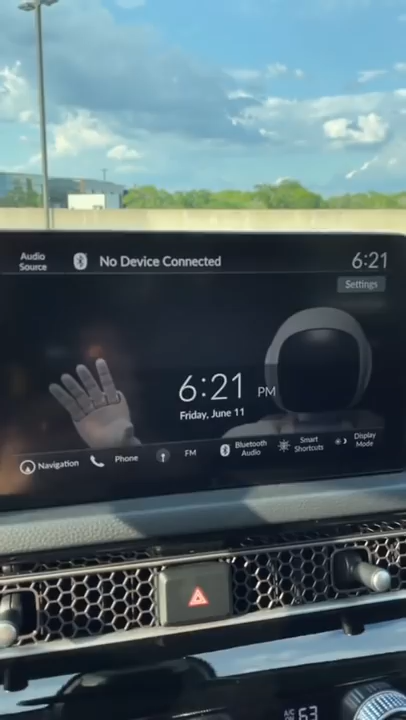 Audio
Source
No Device Connected
6:21
Settings
6:21 PM
Friday, June 11
Navigation
Phone
FM
Bluetooth
Audio
Smart
Shortcuts
Display
Mode
A/C 63